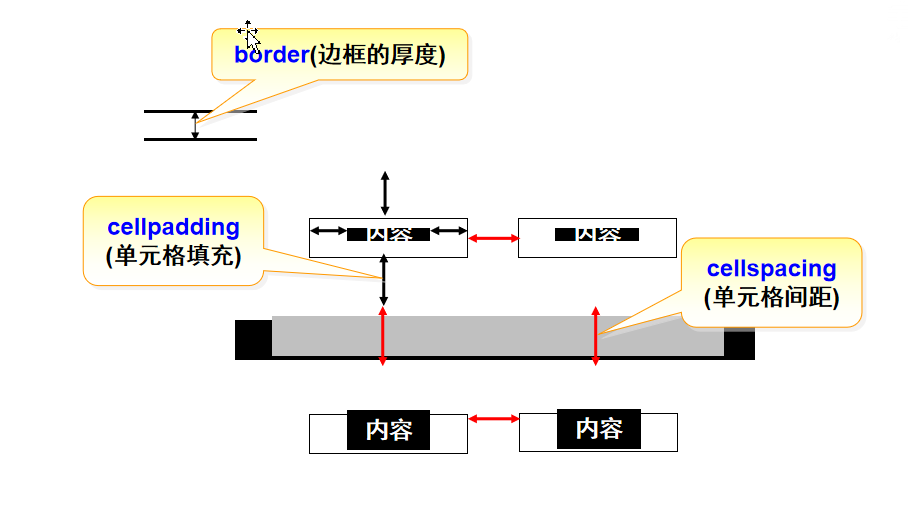 border(边框的厚度)
cellpadding
(单元格填充)
内容
内容
cellspacing
(单元格间距)
内容
内容